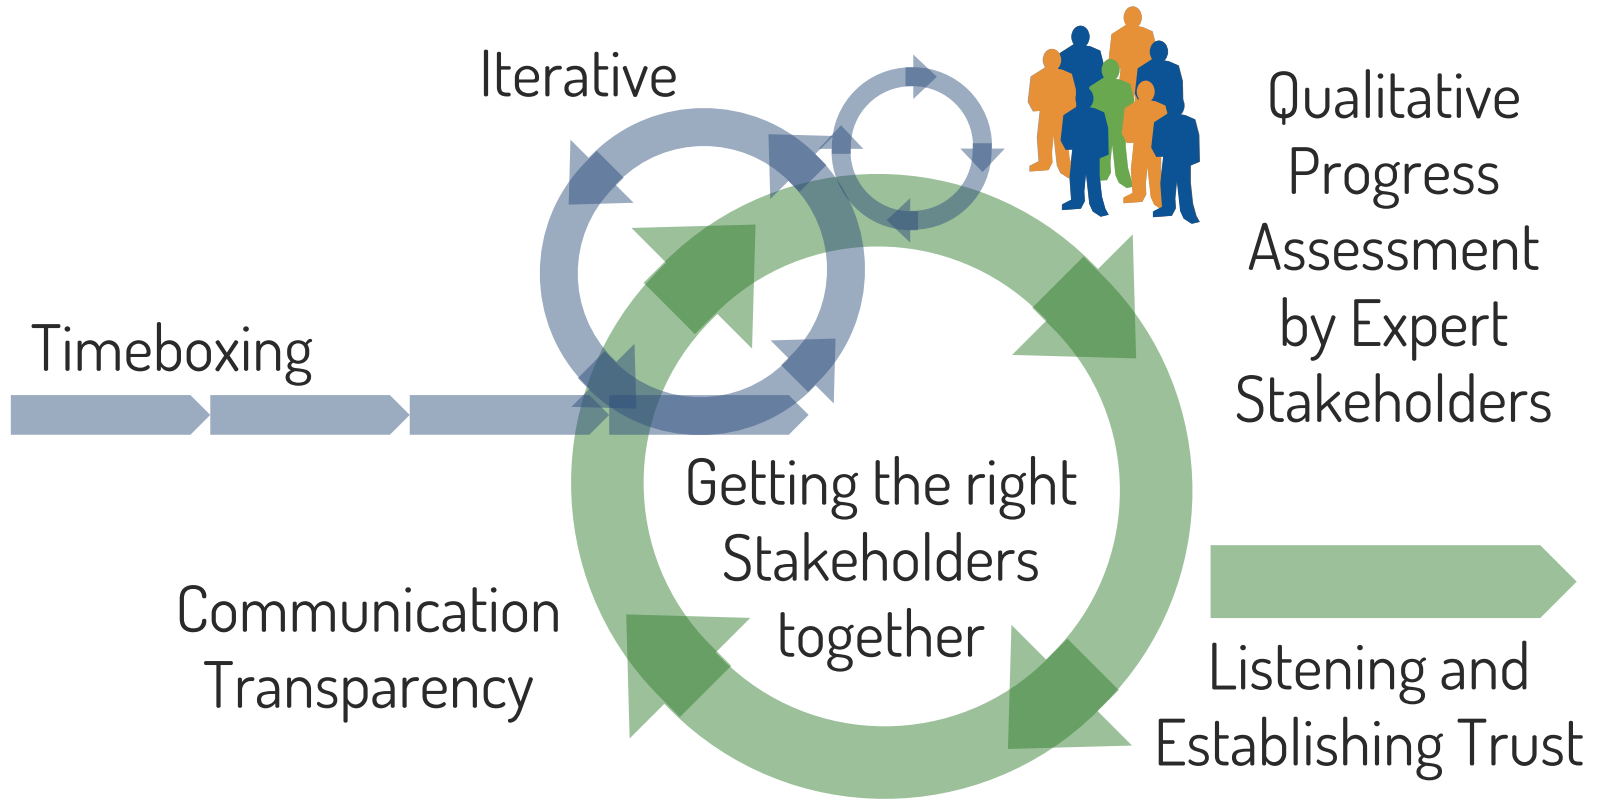 Iterative
Qualitative
Progress
Assessment
by Expert
Stakeholders
Timeboxing
Getting the right
Stakeholders
together
Communication
Transparency
Listening and
Establishing Trust